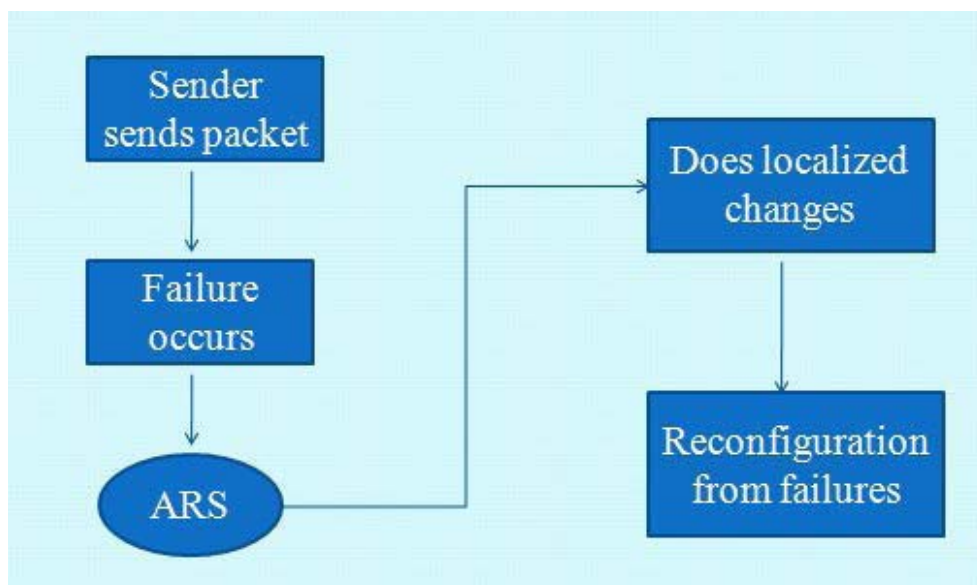 Sender
sends packet
Failure
occurs
ARS
Does localized
changes
Reconfiguration
from failures